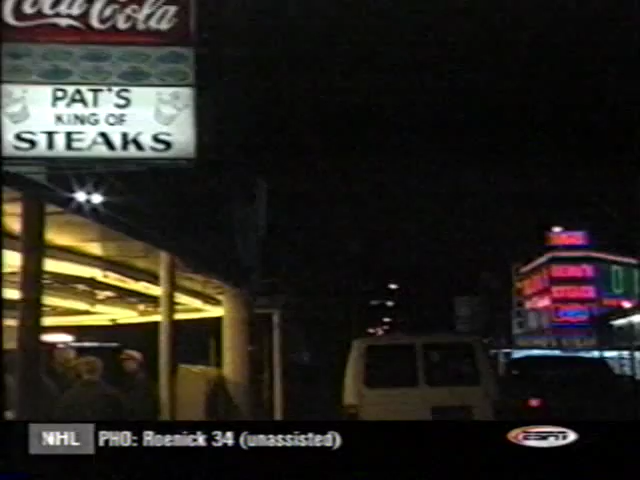 Coca-Cola
PAT'S
KING OF
STEAKS
NHL PHO: Roenick 34 (unassisted)
ESPN